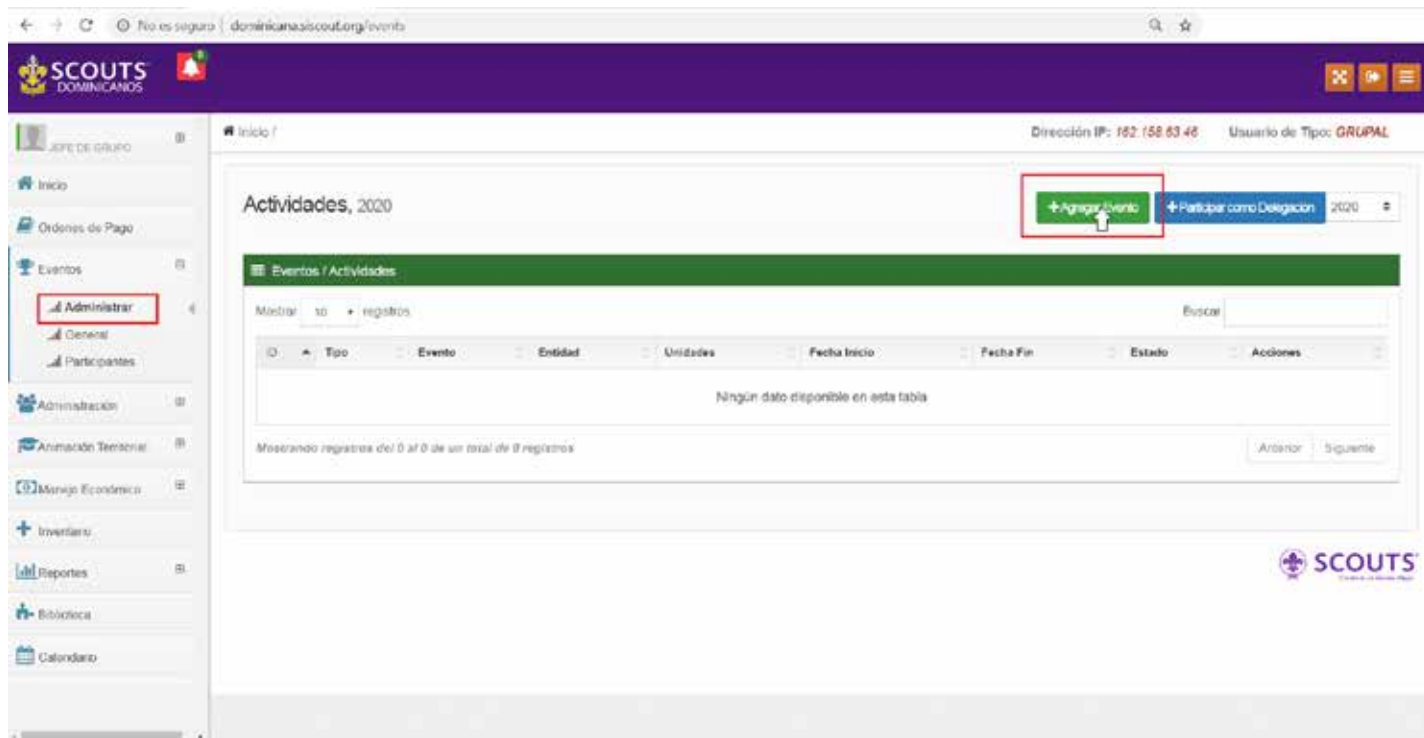 No es seguro | dominicana.siscout.org/events
SCOUTS
DOMINICANOS
JEFE DE GRUPO
Inicio /
Dirección IP: 162.158.63.46 Usuario de Tipo: GRUPAL
Inicio
Ordenes de Pago
Eventos
Administrar
General
Participantes
Administración
Animación Territorial
Manejo Económico
Inventario
Reportes
Biblioteca
Calendario
Actividades, 2020
+Agregar Evento +Participar como Delegación 2020
Eventos / Actividades
Mostrar 10 registros
Buscar
ID Tipo Evento Entidad Unidades Fecha Inicio Fecha Fin Estado Acciones
Ningún dato disponible en esta tabla
Mostrando registros del 0 al 0 de un total de 0 registros
Anterior Siguiente
SCOUTS